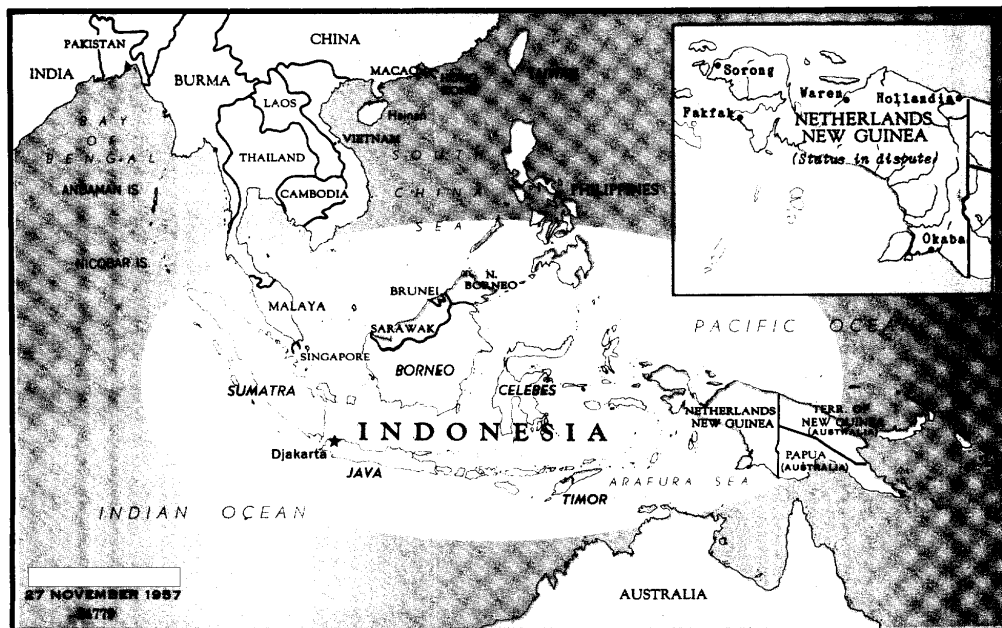 PAKISTAN
INDIA
BURMA
CHINA
MACAO
TAIWAN
LAOS
Hainan
BAY
OF
BENGAL
VIETNAM
THAILAND
SOUTH
CHINA
SEA
ANDAMAN IS
CAMBODIA
PHILIPPINES
NICOBAR IS.
MALAYA
BRUNEI
N.
BORNEO
SARAWAK
SINGAPORE
BORNEO
SUMATRA
CELEBES
PACIFIC OCEAN
NETHERLANDS
NEW GUINEA
TERR. OF
NEW GUINEA
(AUSTRALIA)
INDONESIA
Djakarta
PAPUA
(AUSTRALIA)
JAVA
ARAFURA SEA
TIMOR
INDIAN OCEAN
AUSTRALIA
27 NOVEMBER 1957
Sorong
Waren
Hollandia
Fakfak
NETHERLANDS
NEW GUINEA
(Status in dispute)
Okaba